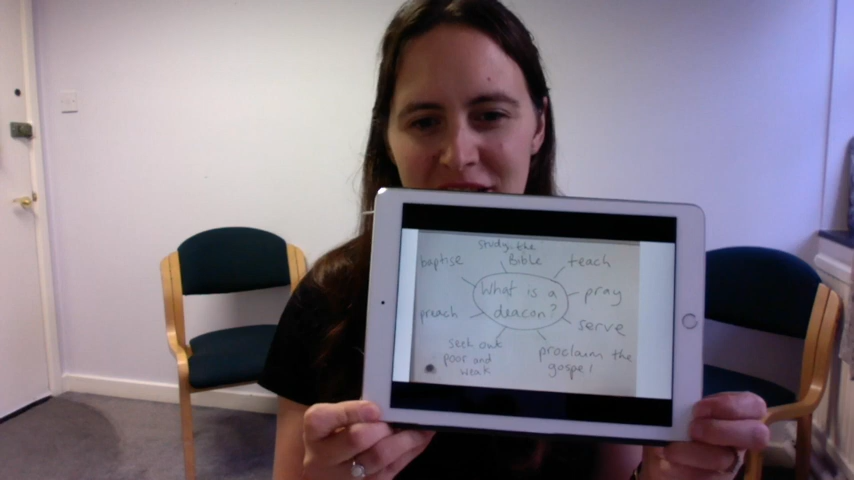 study the
Bible
baptise
teach
What is a
deacon?
pray
preach
serve
seek out
poor and
weak
proclaim the
gospel